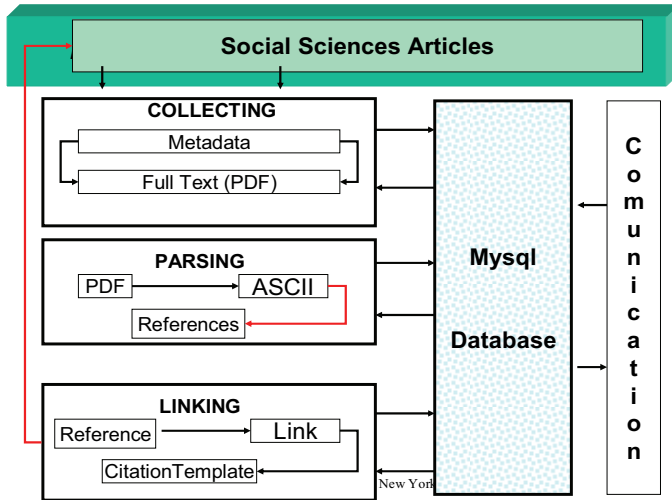 Social Sciences Articles
COLLECTING
Metadata
Full Text (PDF)
PARSING
PDF
ASCII
References
LINKING
Reference
Link
CitationTemplate
New York
Mysql
Database
Comunication